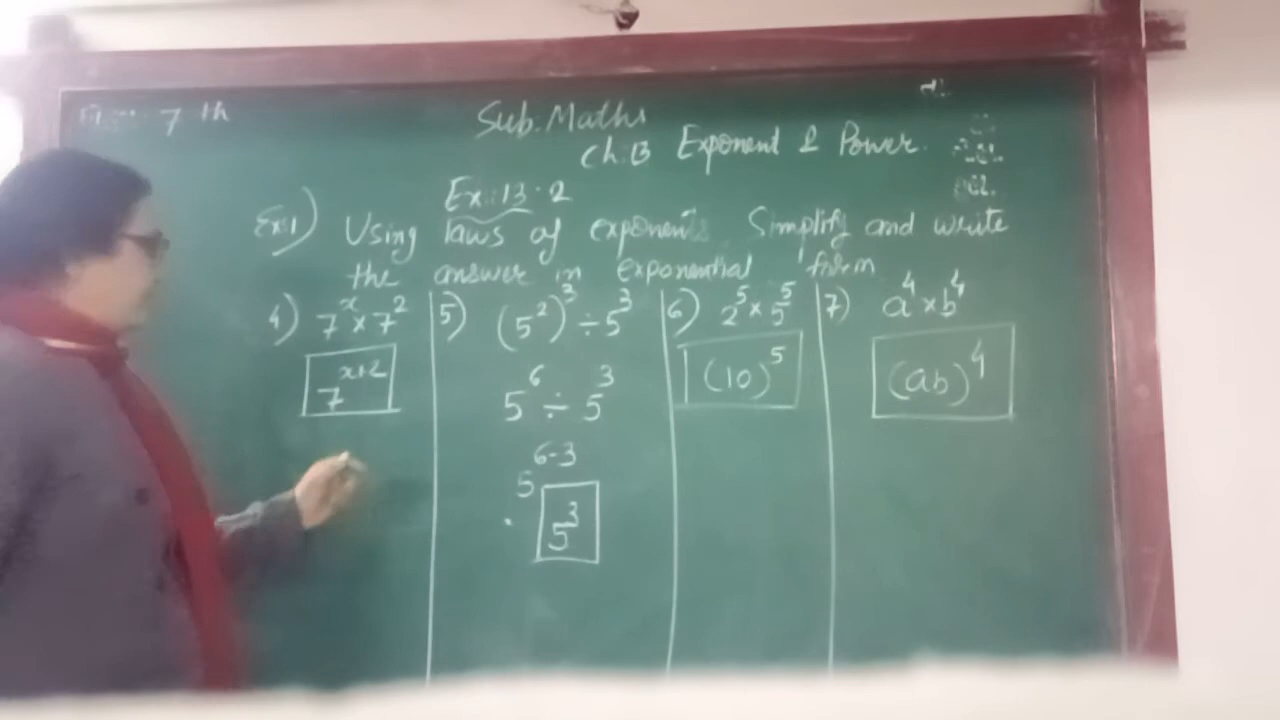 7 th
Sub. Maths
Ch. 13 Exponent & Power.
Ex: 13.2
Ex:1) Using laws of exponents Simplify and write
the answer in exponential form
4) 7^x × 7^2
7^{x+2}
5) (5^2)^3 ÷ 5^3
5^6 ÷ 5^3
5^{6-3}
5^3
6) 2^5 × 5^5
(10)^5
7) a^4 × b^4
(ab)^4